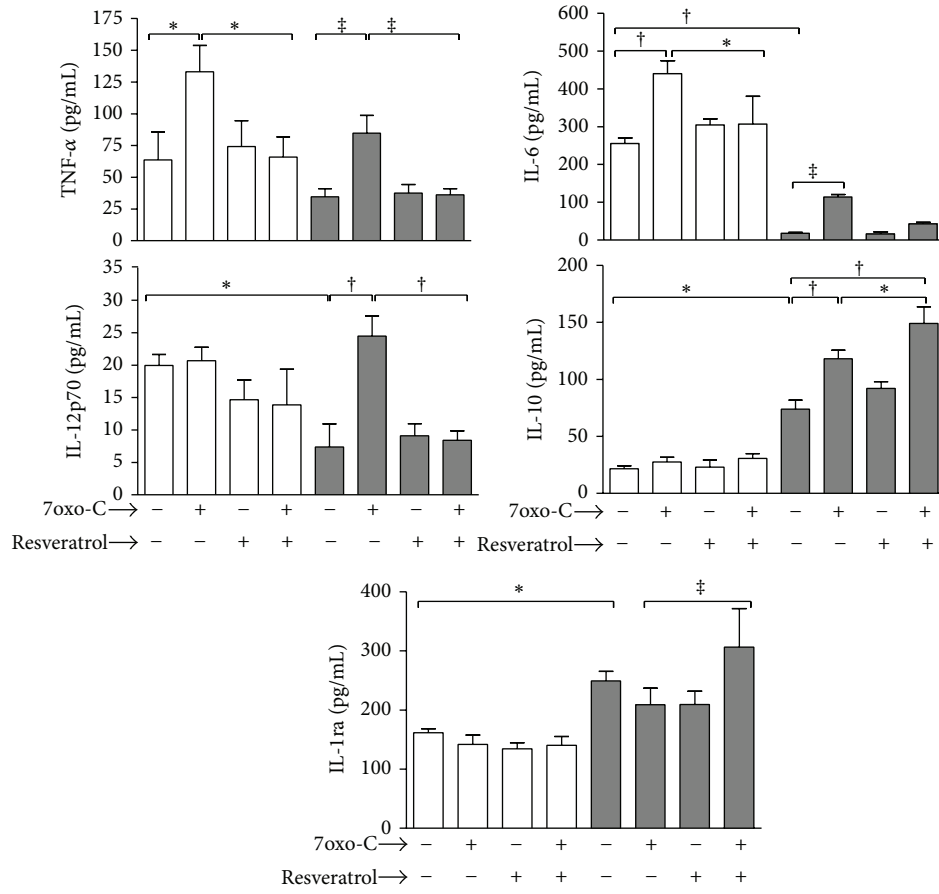 175
150
125
100
75
50
25
0
TNF-α (pg/mL)
* * ‡ ‡
600
500
400
300
200
100
0
IL-6 (pg/mL)
†
† *
‡
35
30
25
20
15
10
5
0
IL-12p70 (pg/mL)
* † †
7oxo-C→ − + − + − + − +
Resveratrol→ − − + + − − + +
200
150
100
50
0
IL-10 (pg/mL)
†
* † *
7oxo-C→ − + − + − + − +
Resveratrol→ − − + + − − + +
400
300
200
100
0
IL-1ra (pg/mL)
* ‡
7oxo-C→ − + − + − + − +
Resveratrol→ − − + + − − + +